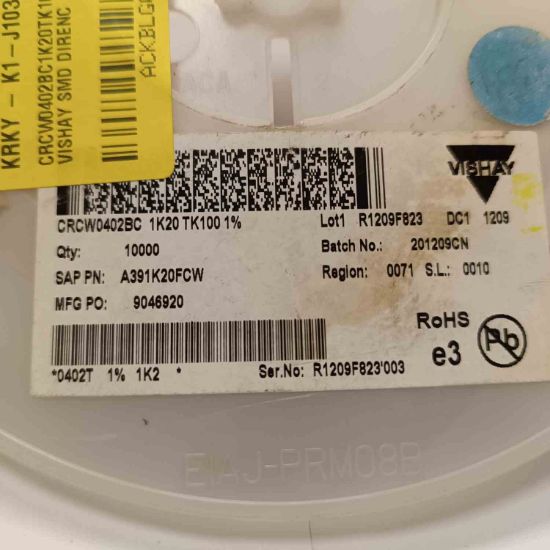 KRKY - K1 - J103
CRCW0402BC1K20TK10
VISHAY SMD DIRENC
ACKBLG
VISHAY
CRCW0402BC 1K20 TK100 1% Lot1 R1209F823 DC1 1209
Qty: 10000 Batch No.: 201209CN
SAP PN: A391K20FCW Region: 0071 S.L.: 0010
MFG PO: 9046920
RoHS
e3 Pb
*0402T 1% 1K2 * Ser.No: R1209F823'003
EIAJ-PRM08B